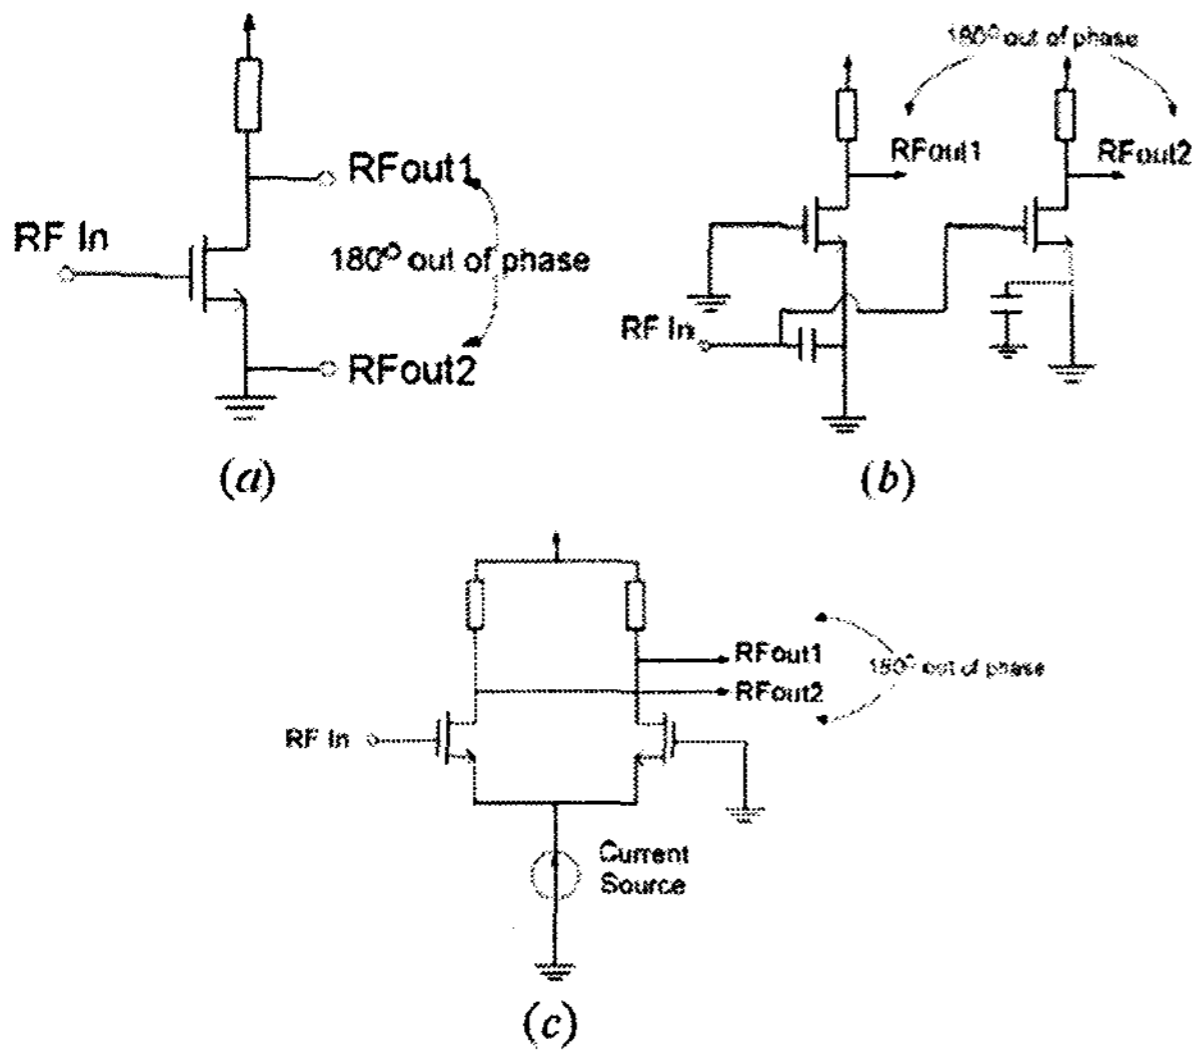 RFout1
RF In
180° out of phase
RFout2
(a)
180° out of phase
RFout1
RFout2
RF In
(b)
RFout1
180° out of phase
RFout2
RF In
Current
Source
(c)